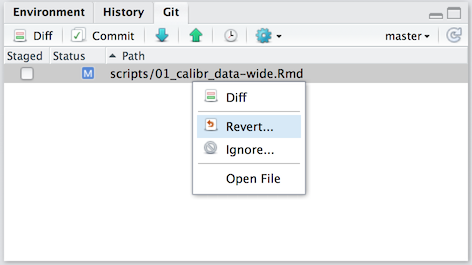 Environment History Git
Diff Commit master
Staged Status Path
M scripts/01_calibr_data-wide.Rmd
Diff
Revert...
Ignore...
Open File